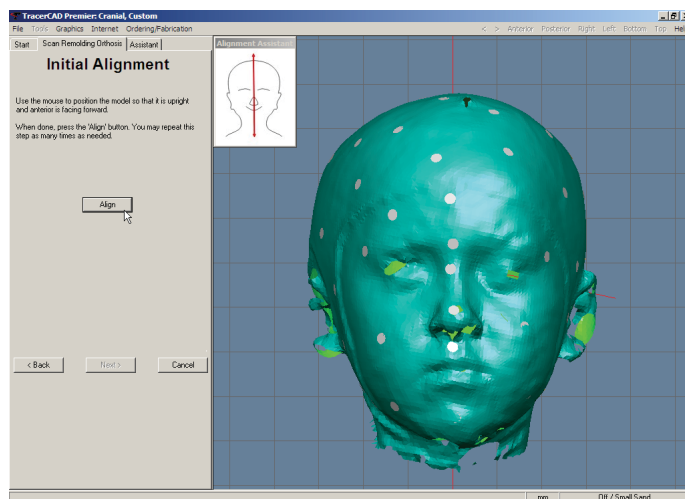 TracerCAD Premier: Cranial, Custom
File Tools Graphics Internet Ordering/Fabrication < > Anterior Posterior Right Left Bottom Top Hel
Start Scan Remolding Orthosis Assistant
Alignment Assistant
Initial Alignment
Use the mouse to position the model so that it is upright
and anterior is facing forward.
When done, press the 'Align' button. You may repeat this
step as many times as needed.
Align
< Back Next > Cancel
mm Off / Small Sand